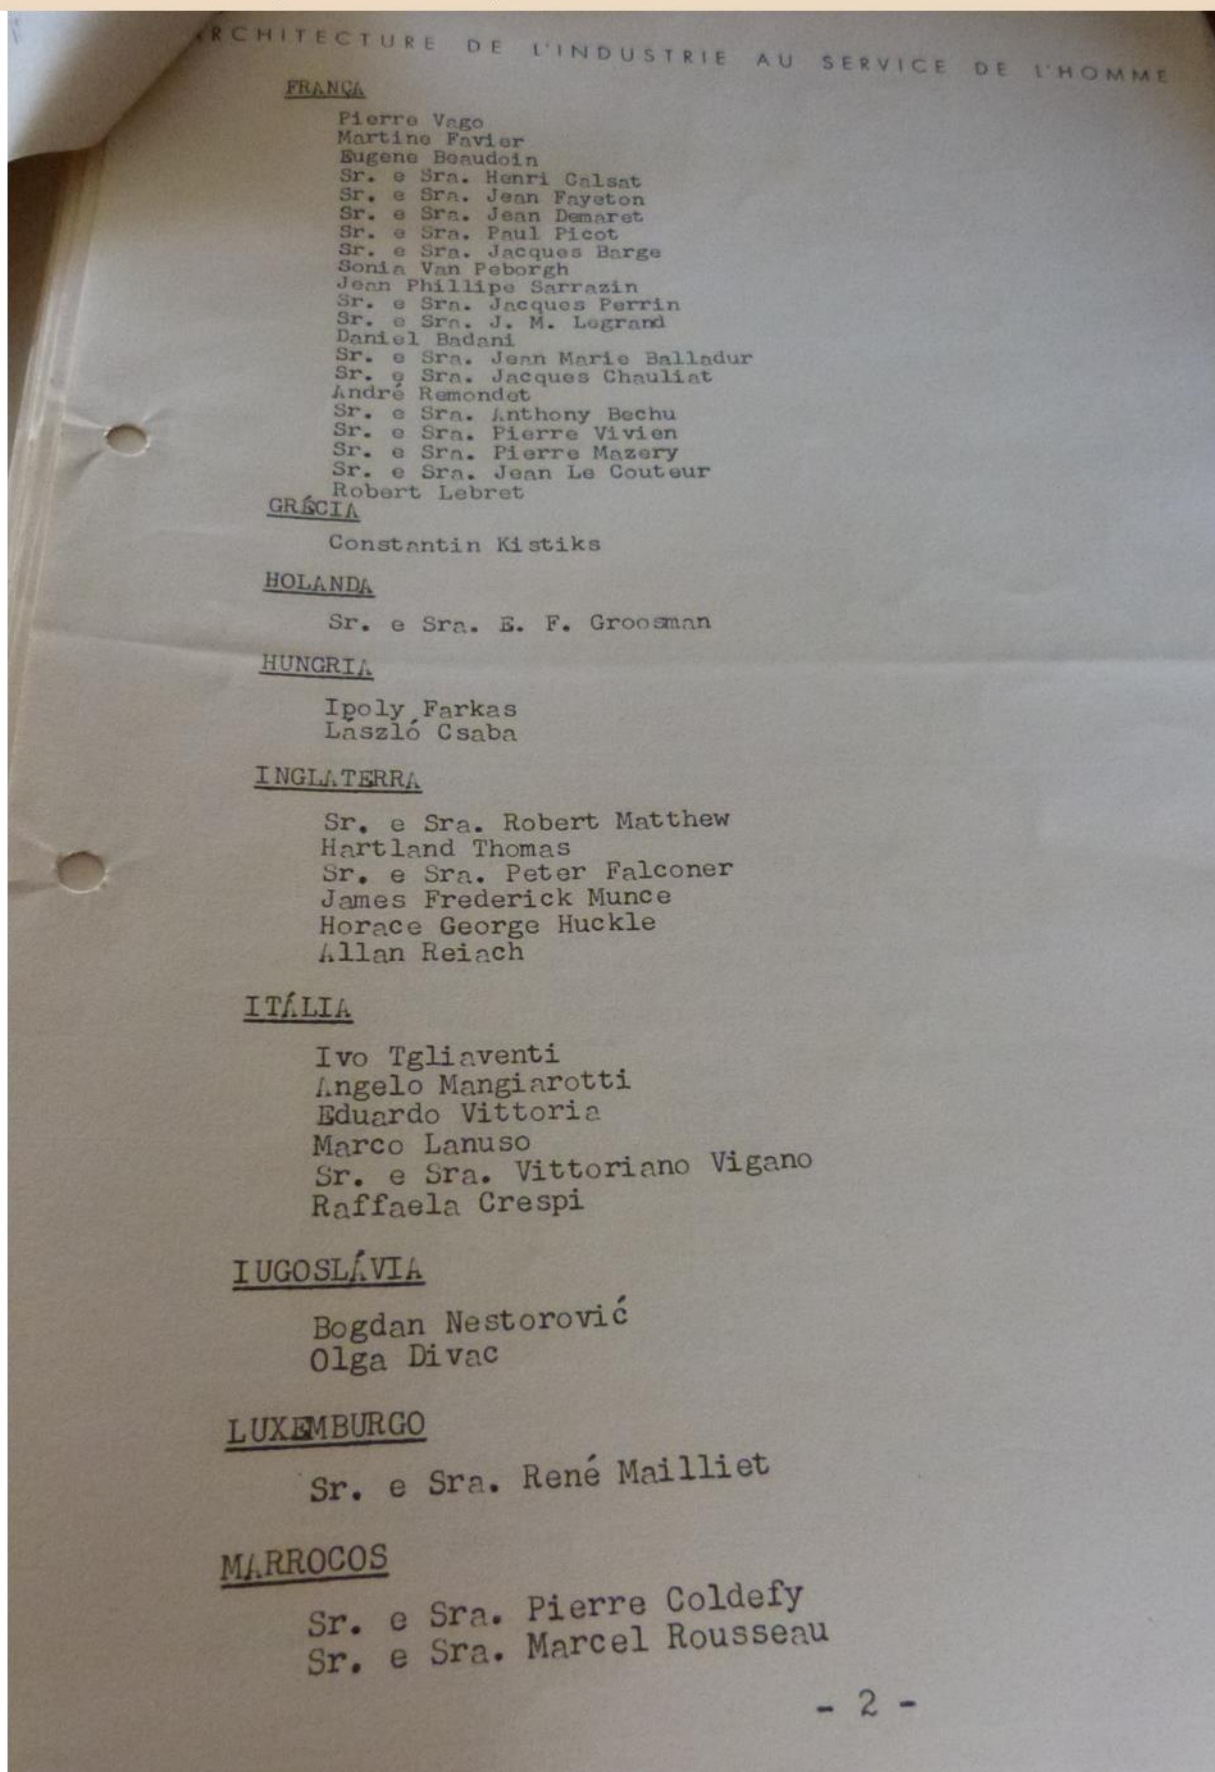 ARCHITECTURE DE L'INDUSTRIE AU SERVICE DE L'HOMME
FRANÇA
Pierre Vago
Martine Favier
Eugene Beaudoin
Sr. e Sra. Henri Calsat
Sr. e Sra. Jean Fayeton
Sr. e Sra. Jean Demaret
Sr. e Sra. Paul Picot
Sr. e Sra. Jacques Barge
Sonia Van Peborgh
Jean Phillipe Sarrazin
Sr. e Sra. Jacques Perrin
Sr. e Sra. J. M. Legrand
Daniel Badani
Sr. e Sra. Jean Marie Balladur
Sr. e Sra. Jacques Chauliat
André Remondet
Sr. e Sra. Anthony Bechu
Sr. e Sra. Pierre Vivien
Sr. e Sra. Pierre Mazery
Sr. e Sra. Jean Le Couteur
Robert Lebret
GRÉCIA
Constantin Kistiks
HOLANDA
Sr. e Sra. E. F. Groosman
HUNGRIA
Ipoly Farkas
László Csaba
INGLATERRA
Sr. e Sra. Robert Matthew
Hartland Thomas
Sr. e Sra. Peter Falconer
James Frederick Munce
Horace George Huckle
Allan Reiach
ITÁLIA
Ivo Tgliaventi
Angelo Mangiarotti
Eduardo Vittoria
Marco Lanuso
Sr. e Sra. Vittoriano Vigano
Raffaela Crespi
IUGOSLÁVIA
Bogdan Nestorović
Olga Divac
LUXEMBURGO
Sr. e Sra. René Mailliet
MARROCOS
Sr. e Sra. Pierre Coldefy
Sr. e Sra. Marcel Rousseau
- 2 -